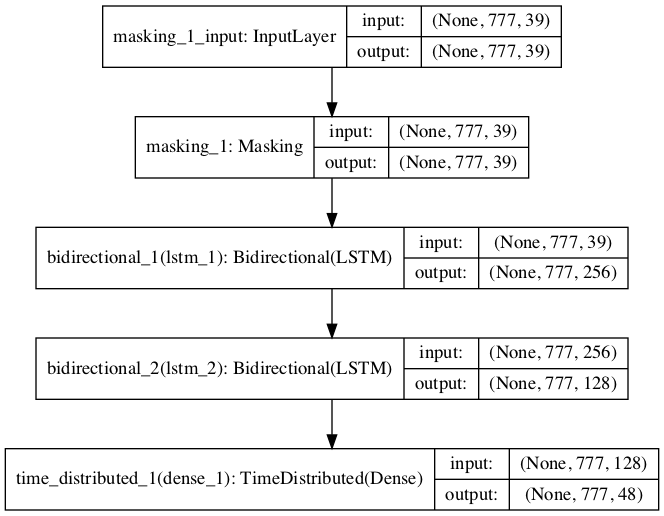 masking_1_input: InputLayer
input: (None, 777, 39)
output: (None, 777, 39)
masking_1: Masking
input: (None, 777, 39)
output: (None, 777, 39)
bidirectional_1(lstm_1): Bidirectional(LSTM)
input: (None, 777, 39)
output: (None, 777, 256)
bidirectional_2(lstm_2): Bidirectional(LSTM)
input: (None, 777, 256)
output: (None, 777, 128)
time_distributed_1(dense_1): TimeDistributed(Dense)
input: (None, 777, 128)
output: (None, 777, 48)